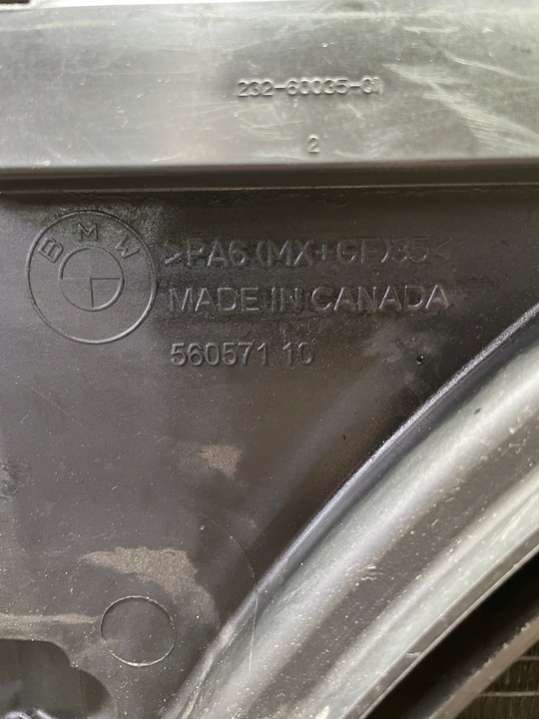 232-60035-01
2
BMW
>PA6.(MX+GF)35<
MADE IN CANADA
560571 10